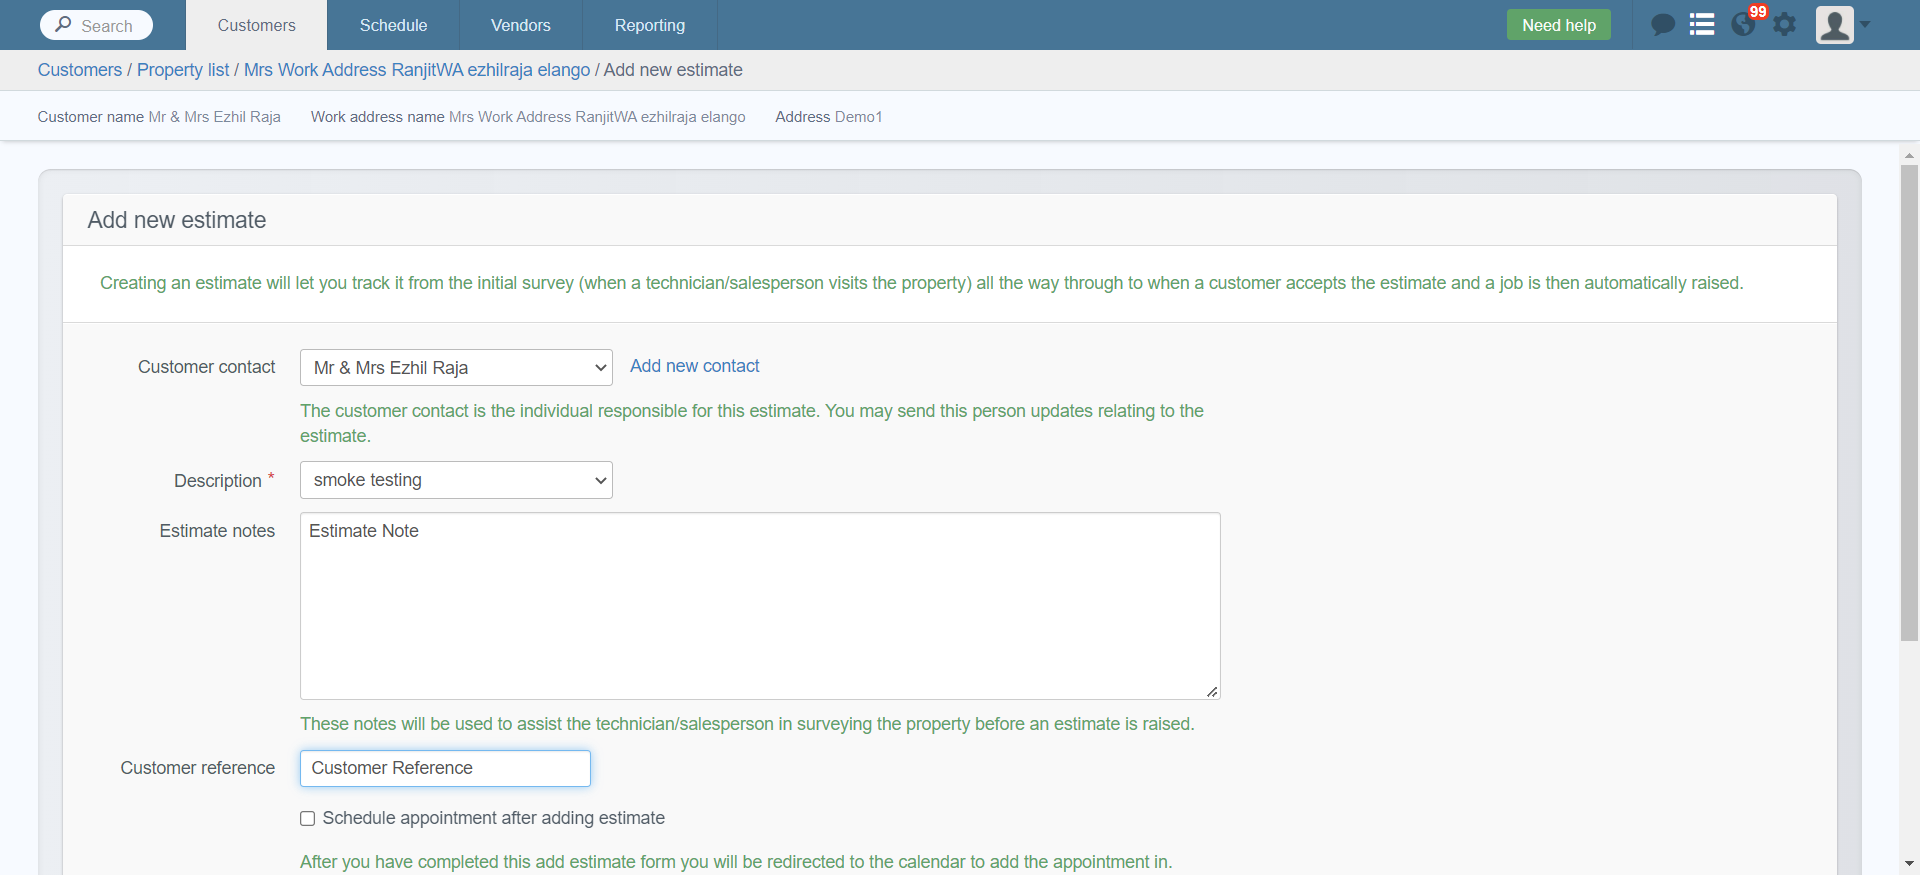 Search
Customers
Schedule
Vendors
Reporting
Need help
99
Customers / Property list / Mrs Work Address RanjitWA ezhilraja elango / Add new estimate
Customer name Mr & Mrs Ezhil Raja Work address name Mrs Work Address RanjitWA ezhilraja elango Address Demo1
Add new estimate
Creating an estimate will let you track it from the initial survey (when a technician/salesperson visits the property) all the way through to when a customer accepts the estimate and a job is then automatically raised.
Customer contact Mr & Mrs Ezhil Raja Add new contact
The customer contact is the individual responsible for this estimate. You may send this person updates relating to the
estimate.
Description * smoke testing
Estimate notes Estimate Note
These notes will be used to assist the technician/salesperson in surveying the property before an estimate is raised.
Customer reference Customer Reference
Schedule appointment after adding estimate
After you have completed this add estimate form you will be redirected to the calendar to add the appointment in.